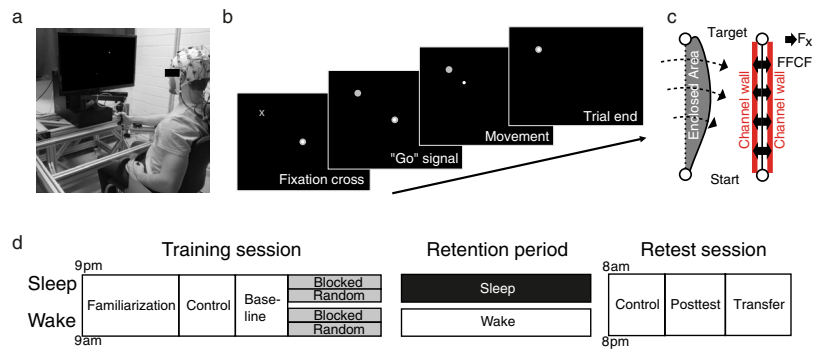 a
b
x
Fixation cross
"Go" signal
Movement
Trial end
c
Target
Enclosed Area
Start
Channel wall
Channel wall
Fx
FFCF
d
Training session
Retention period
Retest session
9pm
8am
Sleep
Wake
Familiarization
Control
Base-
line
Blocked
Random
Blocked
Random
Sleep
Wake
Control
Posttest
Transfer
9am
8pm